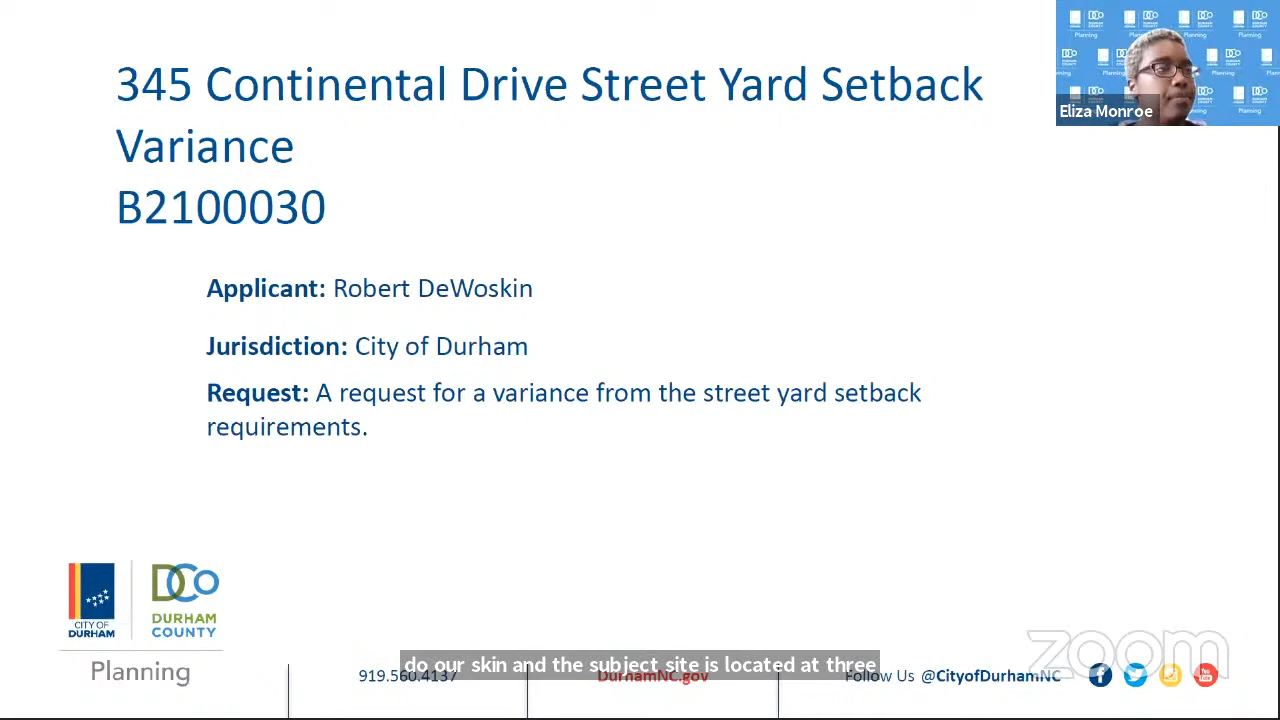 345 Continental Drive Street Yard Setback
Variance
B2100030
Eliza Monroe
Applicant: Robert DeWoskin
Jurisdiction: City of Durham
Request: A request for a variance from the street yard setback
requirements.
CITY OF
DURHAM
DCo
DURHAM
COUNTY
Planning
do our skin and the subject site is located at three
919.560.4137
DurhamNC.gov
Follow Us @CityofDurhamNC
zoom